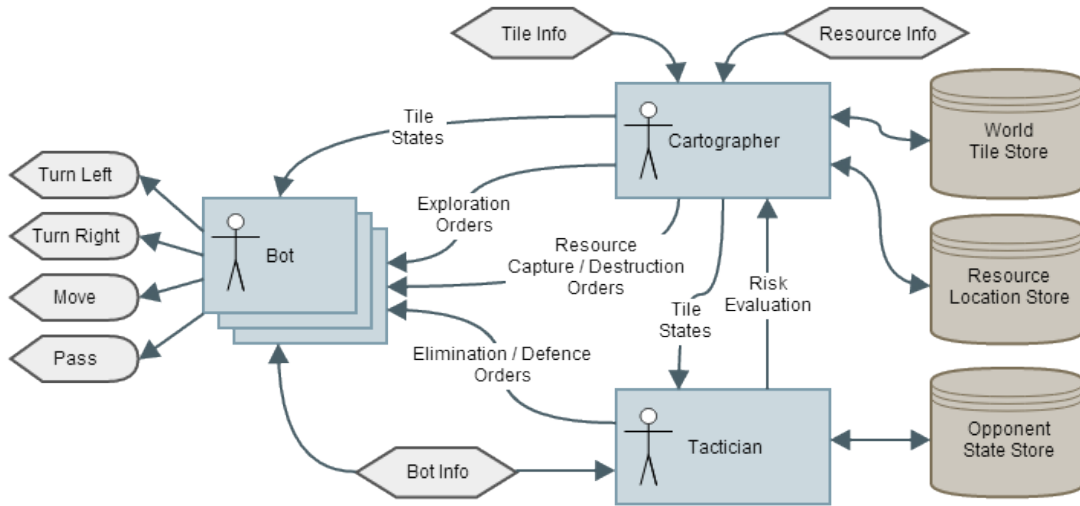 Tile Info
Resource Info
Tile
States
Cartographer
World
Tile Store
Turn Left
Turn Right
Move
Pass
Bot
Exploration
Orders
Resource
Capture / Destruction
Orders
Risk
Evaluation
Resource
Location Store
Tile
States
Elimination / Defence
Orders
Bot Info
Tactician
Opponent
State Store